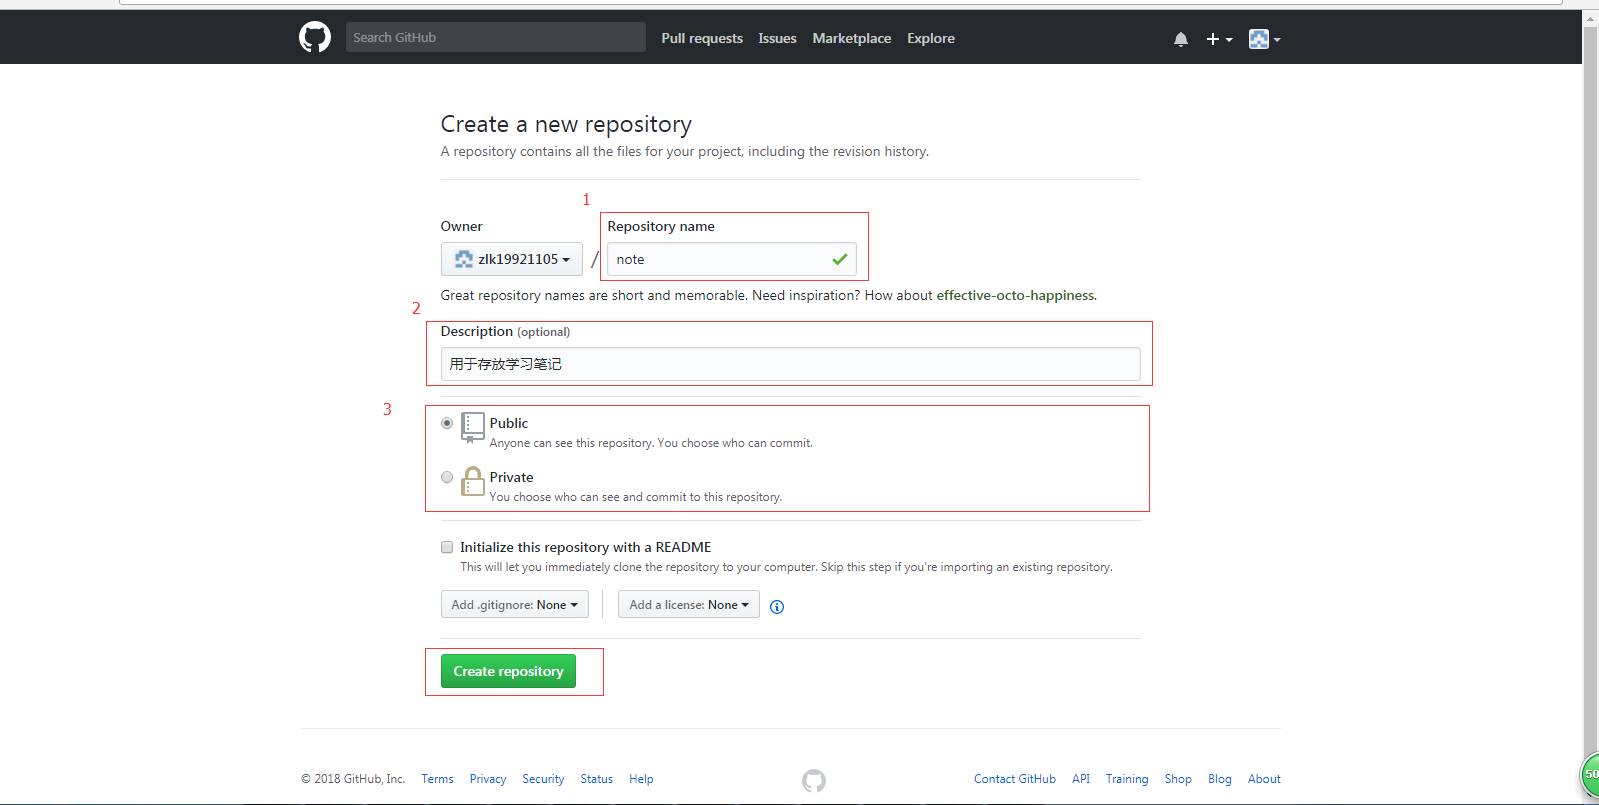 Search GitHub
Pull requests Issues Marketplace Explore
Create a new repository
A repository contains all the files for your project, including the revision history.
1
Owner Repository name
zlk19921105 / note
Great repository names are short and memorable. Need inspiration? How about effective-octo-happiness.
2
Description (optional)
用于存放学习笔记
3
Public
Anyone can see this repository. You choose who can commit.
Private
You choose who can see and commit to this repository.
Initialize this repository with a README
This will let you immediately clone the repository to your computer. Skip this step if you're importing an existing repository.
Add .gitignore: None Add a license: None
Create repository
© 2018 GitHub, Inc. Terms Privacy Security Status Help Contact GitHub API Training Shop Blog About
50